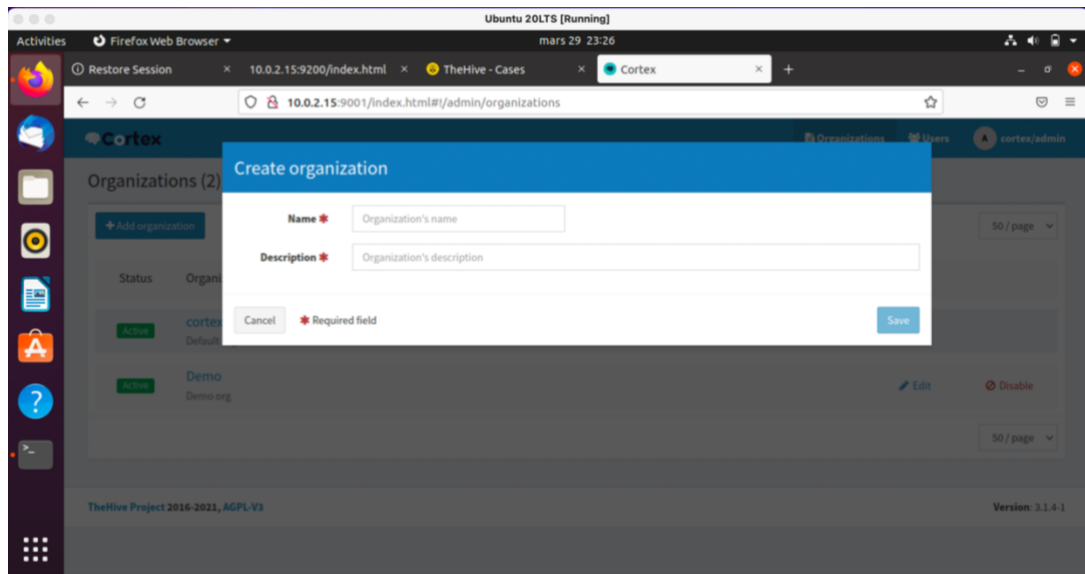 Ubuntu 20LTS [Running]
Activities Firefox Web Browser mars 29 23:26
Restore Session 10.0.2.15:9200/index.html TheHive - Cases Cortex
10.0.2.15:9001/index.html#!/admin/organizations
Cortex Organizations Users A cortex/admin
Create organization
Organizations (2)
Name Organization's name
+ Add organization 50 / page
Description Organization's description
Status Organi
Cancel Required field Save
Active cortex
Default
Active Demo Edit Disable
Demo org
50 / page
TheHive Project 2016-2021, AGPL-V3 Version: 3.1.4-1